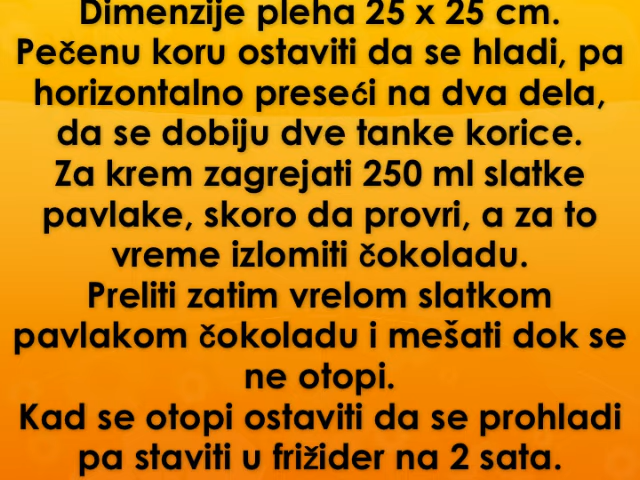 Dimenzije pleha 25 x 25 cm.
Pečenu koru ostaviti da se hladi, pa
horizontalno preseći na dva dela,
da se dobiju dve tanke korice.
Za krem zagrejati 250 ml slatke
pavlake, skoro da provri, a za to
vreme izlomiti čokoladu.
Preliti zatim vrelom slatkom
pavlakom čokoladu i mešati dok se
ne otopi.
Kad se otopi ostaviti da se prohladi
pa staviti u frižider na 2 sata.